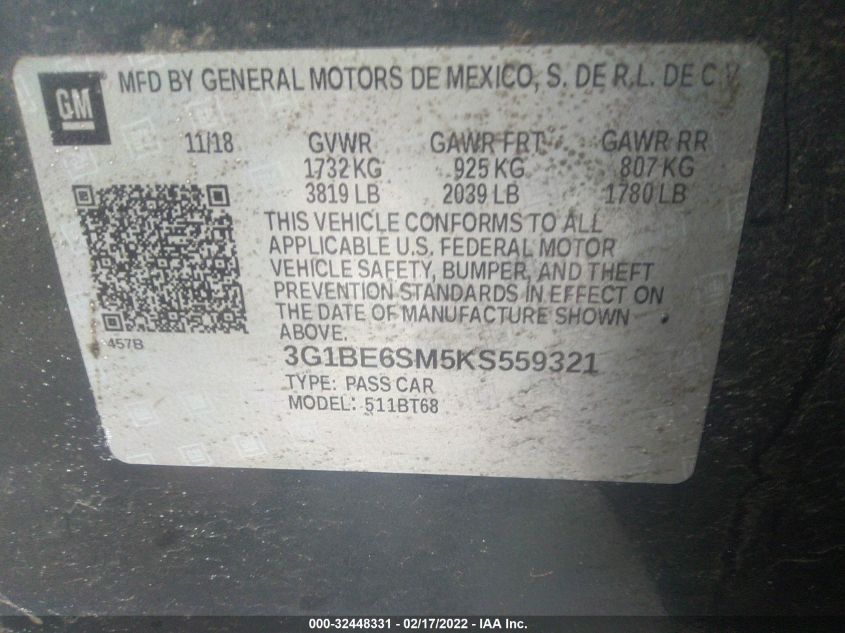 GM
MFD BY GENERAL MOTORS DE MEXICO, S. DE R.L. DE C V
11/18 GVWR GAWR FRT GAWR RR
1732 KG 925 KG 807 KG
3819 LB 2039 LB 1780 LB
THIS VEHICLE CONFORMS TO ALL
APPLICABLE U.S. FEDERAL MOTOR
VEHICLE SAFETY, BUMPER, AND THEFT
PREVENTION STANDARDS IN EFFECT ON
THE DATE OF MANUFACTURE SHOWN
ABOVE.
457B
3G1BE6SM5KS559321
TYPE: PASS CAR
MODEL: 511BT68
000-32448331 - 02/17/2022 - IAA Inc.